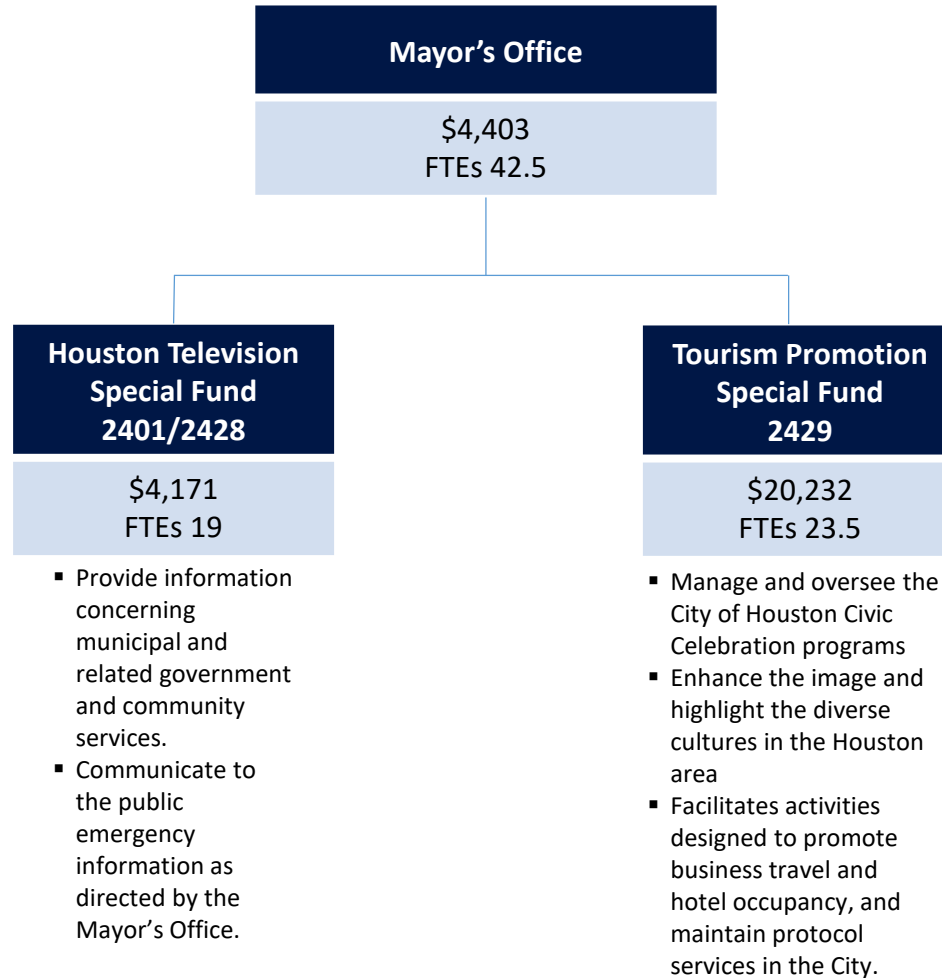 Mayor’s Office
$4,403
FTEs 42.5
Houston Television
Special Fund
2401/2428
$4,171
FTEs 19
▪ Provide information
concerning
municipal and
related government
and community
services.
▪ Communicate to
the public
emergency
information as
directed by the
Mayor’s Office.
Tourism Promotion
Special Fund
2429
$20,232
FTEs 23.5
▪ Manage and oversee the
City of Houston Civic
Celebration programs
▪ Enhance the image and
highlight the diverse
cultures in the Houston
area
▪ Facilitates activities
designed to promote
business travel and
hotel occupancy, and
maintain protocol
services in the City.